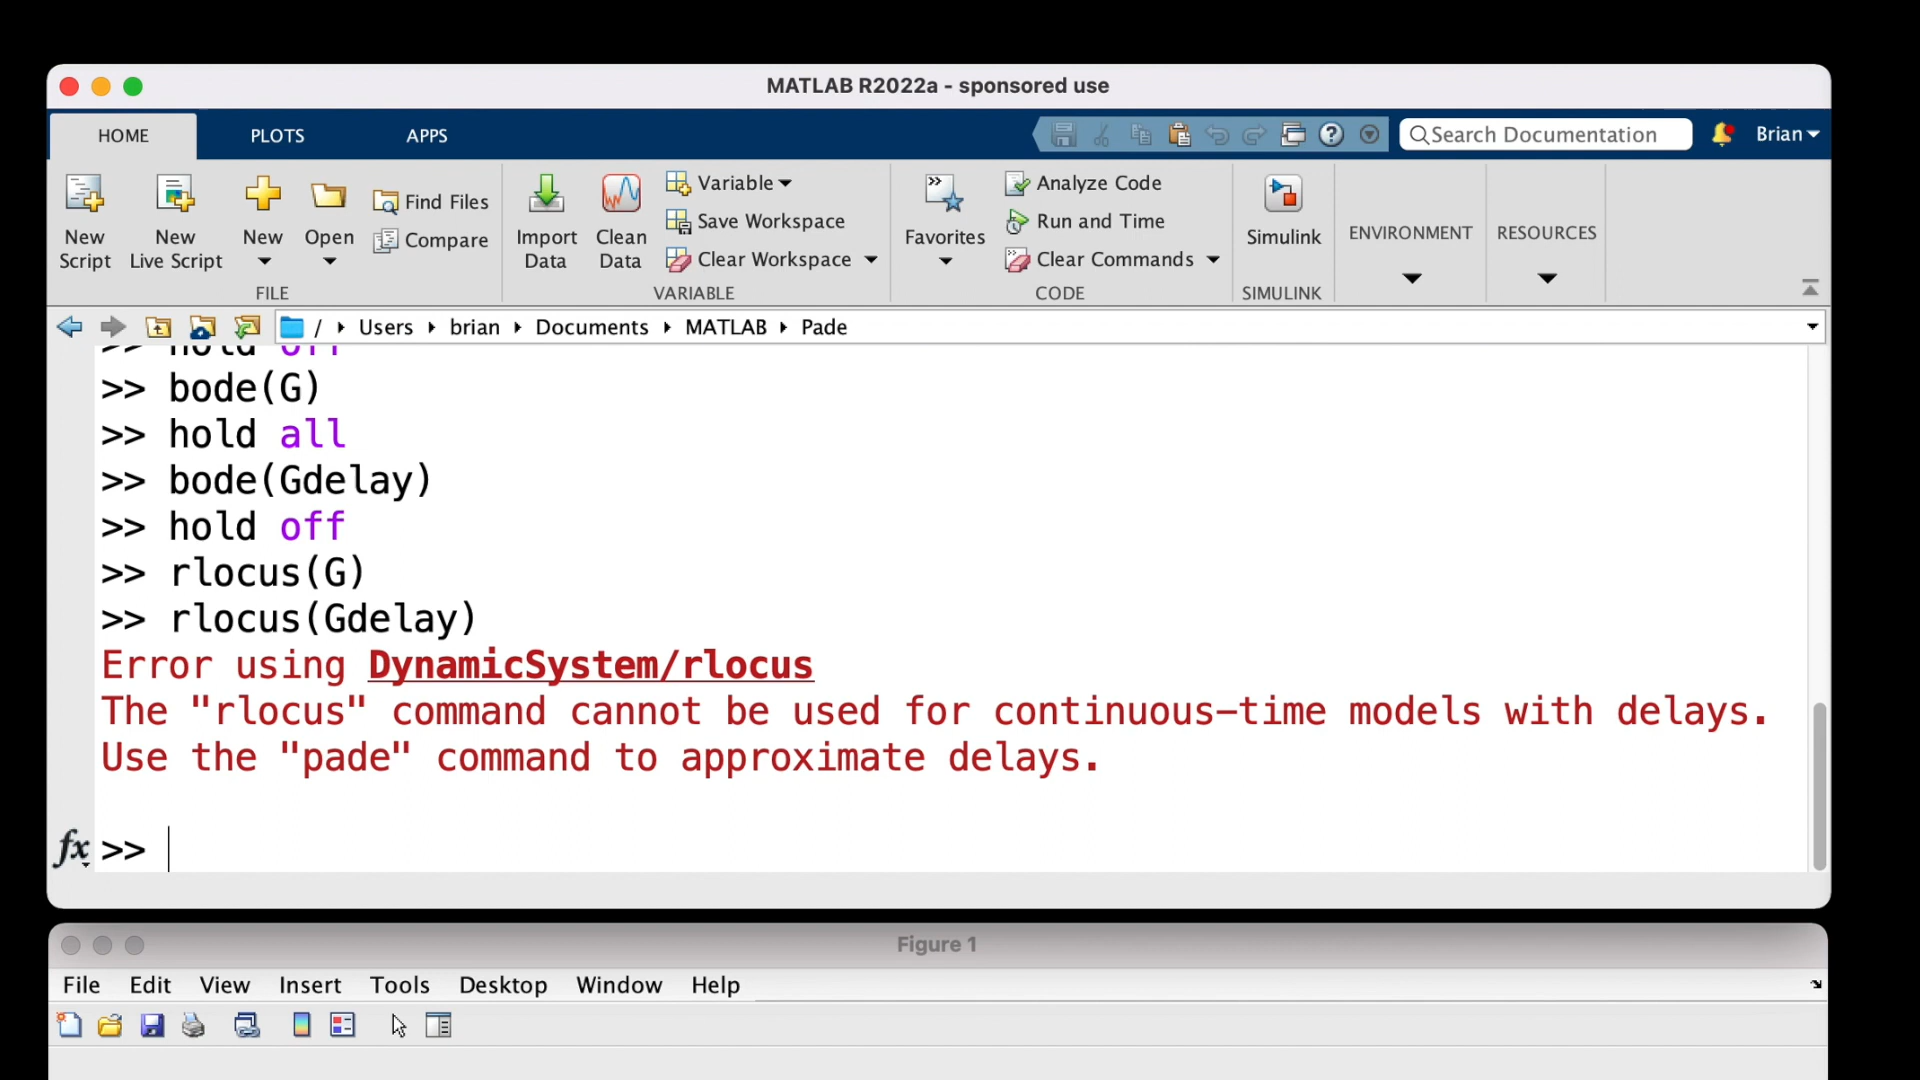 MATLAB R2022a - sponsored use
HOME PLOTS APPS Search Documentation Brian
New Script
New Live Script
New
Open
Find Files
Compare
FILE
Import Data
Clean Data
Variable
Save Workspace
Clear Workspace
VARIABLE
Favorites
Analyze Code
Run and Time
Clear Commands
CODE
Simulink
SIMULINK
ENVIRONMENT
RESOURCES
/ Users brian Documents MATLAB Pade
>> hold off
>> bode(G)
>> hold all
>> bode(Gdelay)
>> hold off
>> rlocus(G)
>> rlocus(Gdelay)
Error using DynamicSystem/rlocus
The "rlocus" command cannot be used for continuous-time models with delays.
Use the "pade" command to approximate delays.
fx >>
Figure 1
File Edit View Insert Tools Desktop Window Help